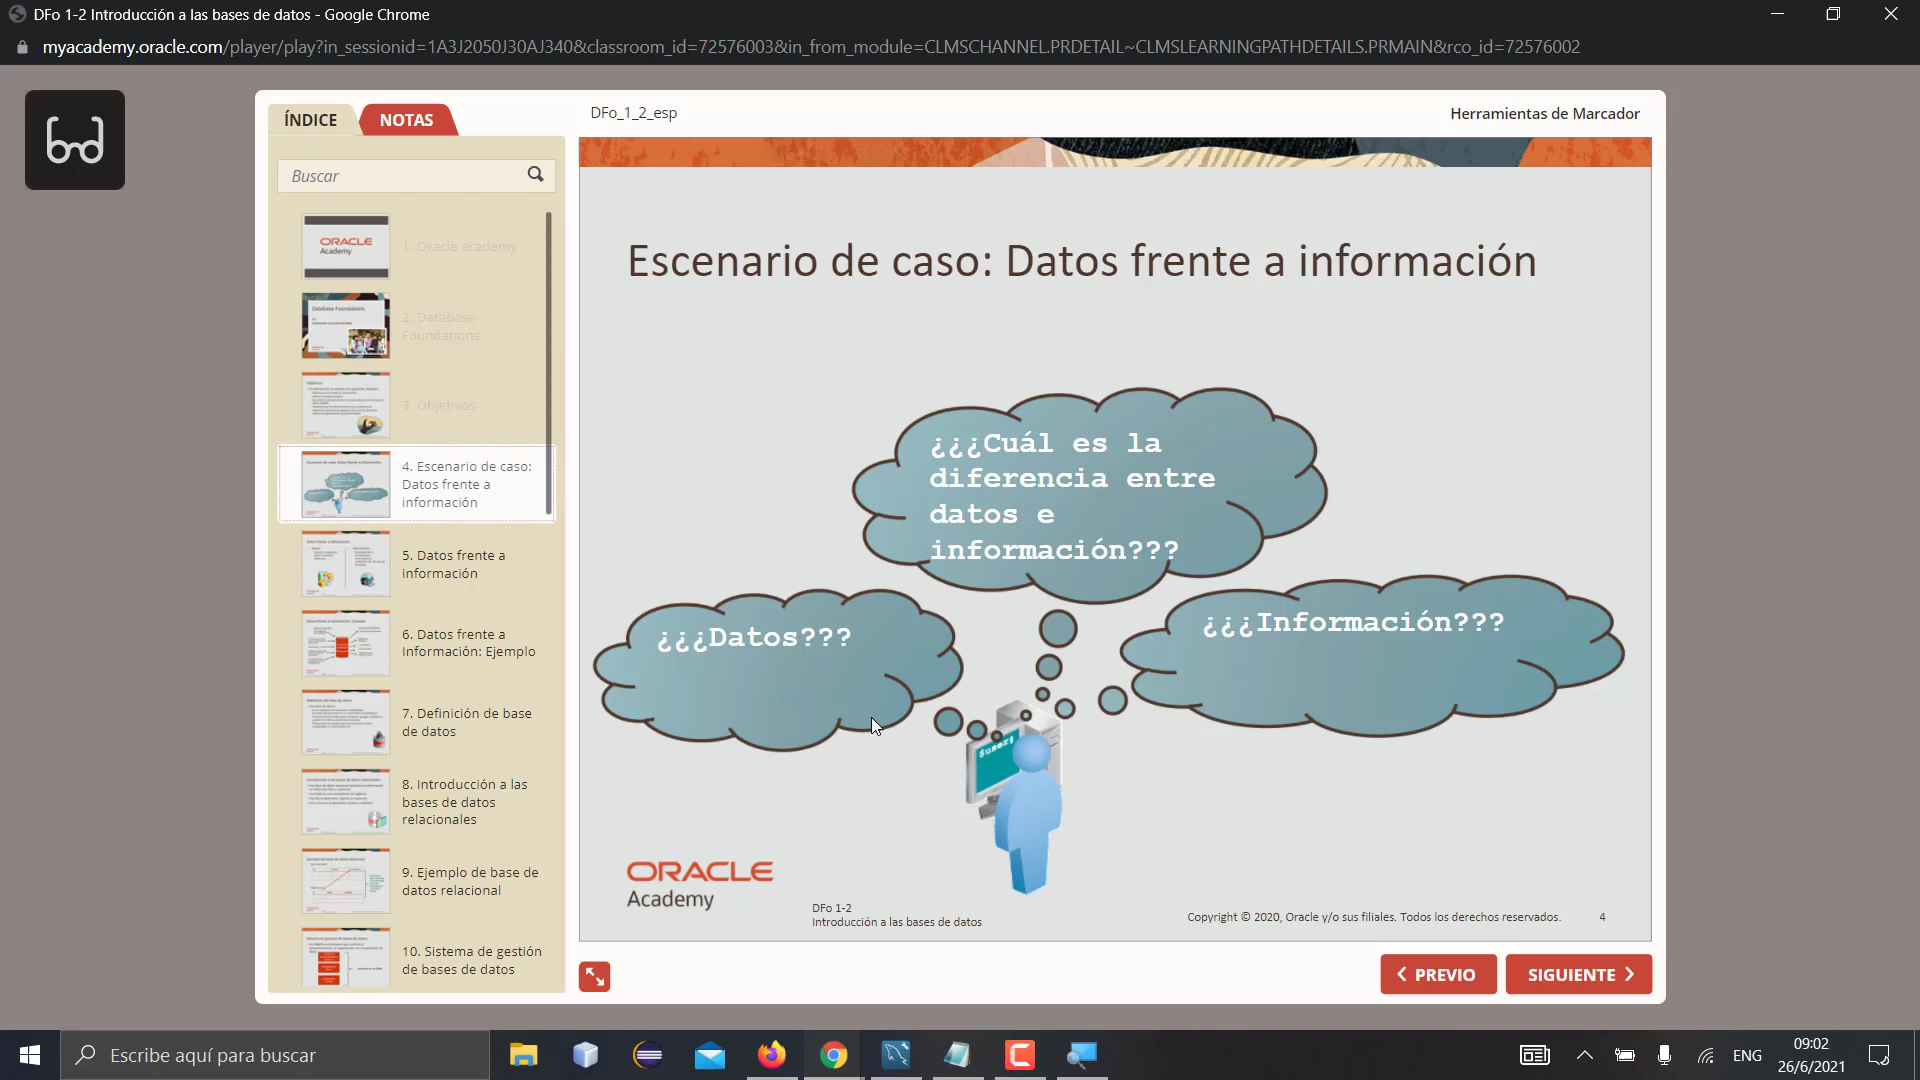 DFo 1-2 Introducción a las bases de datos - Google Chrome
myacademy.oracle.com/player/play?in_sessionid=1A3J2050J30AJ340&classroom_id=72576003&in_from_module=CLMSCHANNEL.PRDETAIL~CLMSLEARNINGPATHDETAILS.PRMAIN&rco_id=72576002
ÍNDICE
NOTAS
Buscar
ORACLE
Academy
1. Oracle academy
Database Foundations
2. Database
Foundations
3. Objetivos
4. Escenario de caso:
Datos frente a
información
5. Datos frente a
información
6. Datos frente a
Información: Ejemplo
7. Definición de base
de datos
8. Introducción a las
bases de datos
relacionales
9. Ejemplo de base de
datos relacional
10. Sistema de gestión
de bases de datos
DFo_1_2_esp
Herramientas de Marcador
Escenario de caso: Datos frente a información
¿¿¿Cuál es la
diferencia entre
datos e
información???
¿¿¿Datos???
¿¿¿Información???
ORACLE
Academy
DFo 1-2
Introducción a las bases de datos
Copyright © 2020, Oracle y/o sus filiales. Todos los derechos reservados.
4
PREVIO
SIGUIENTE
Escribe aquí para buscar
ENG
09:02
26/6/2021